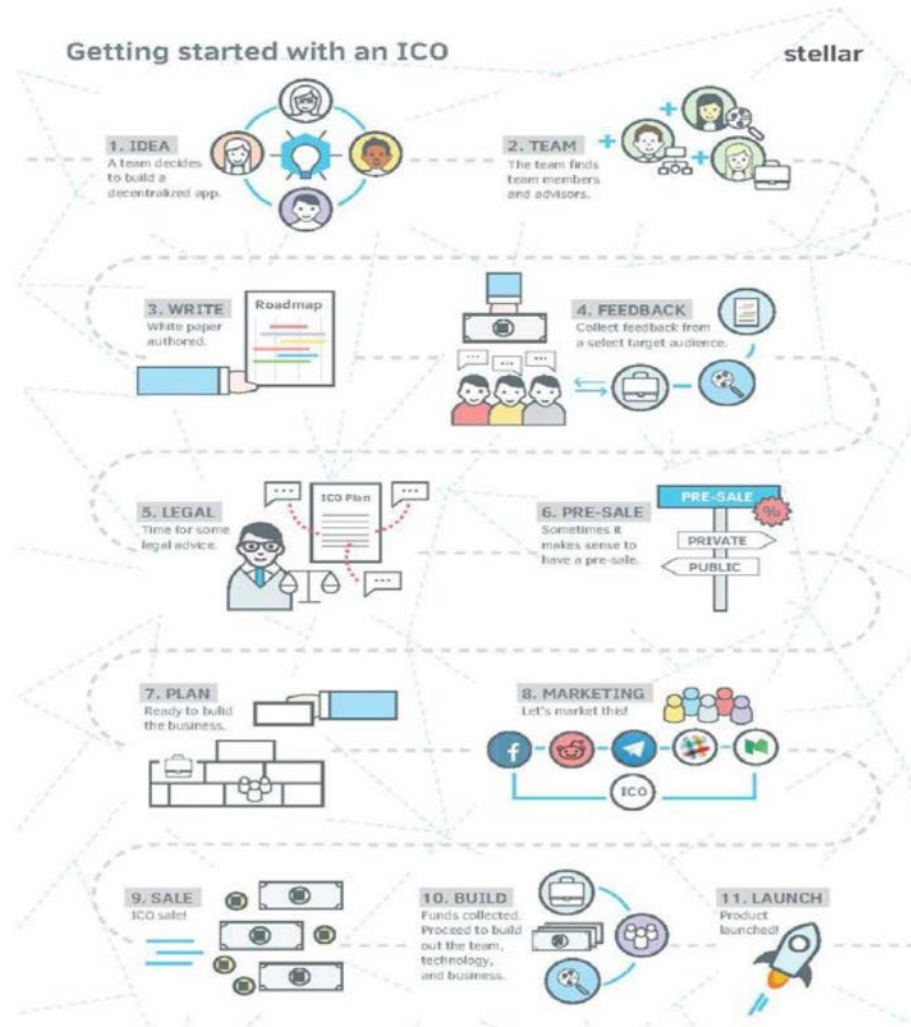 Getting started with an ICO
stellar
1. IDEA
A team decides
to build a
decentralized app.
2. TEAM
The team finds
team members
and advisors.
3. WRITE
White paper
authored.
Roadmap
4. FEEDBACK
Collect feedback from
a select target audience.
5. LEGAL
Time for some
legal advice.
ICO Plan
6. PRE-SALE
Sometimes it
makes sense to
have a pre-sale.
PRE-SALE
%
PRIVATE
PUBLIC
7. PLAN
Ready to build
the business.
8. MARKETING
Let's market this!
ICO
9. SALE
ICO sale!
10. BUILD
Funds collected.
Proceed to build
out the team,
technology,
and business.
11. LAUNCH
Product
launched!